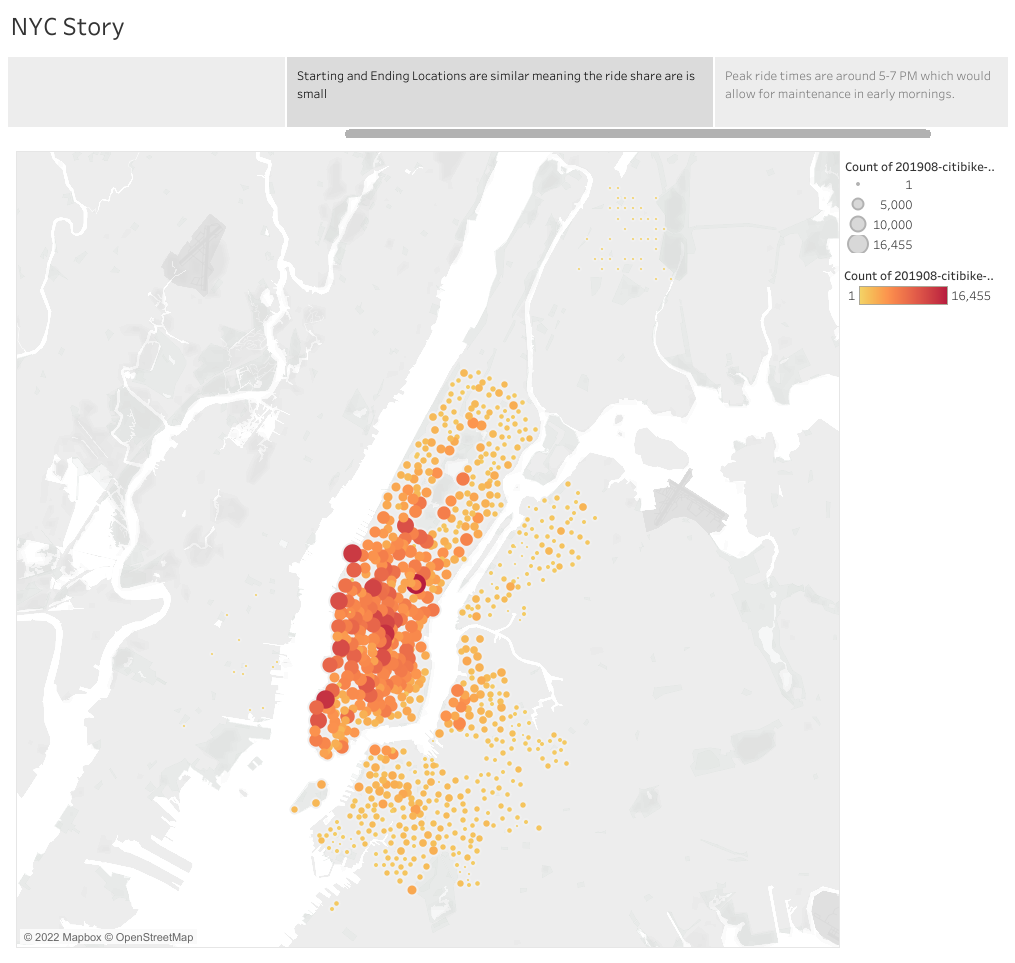 NYC Story
Starting and Ending Locations are similar meaning the ride share are is
small
Peak ride times are around 5-7 PM which would
allow for maintenance in early mornings.
Count of 201908-citibike-..
1
5,000
10,000
16,455
Count of 201908-citibike-..
1 16,455
© 2022 Mapbox © OpenStreetMap